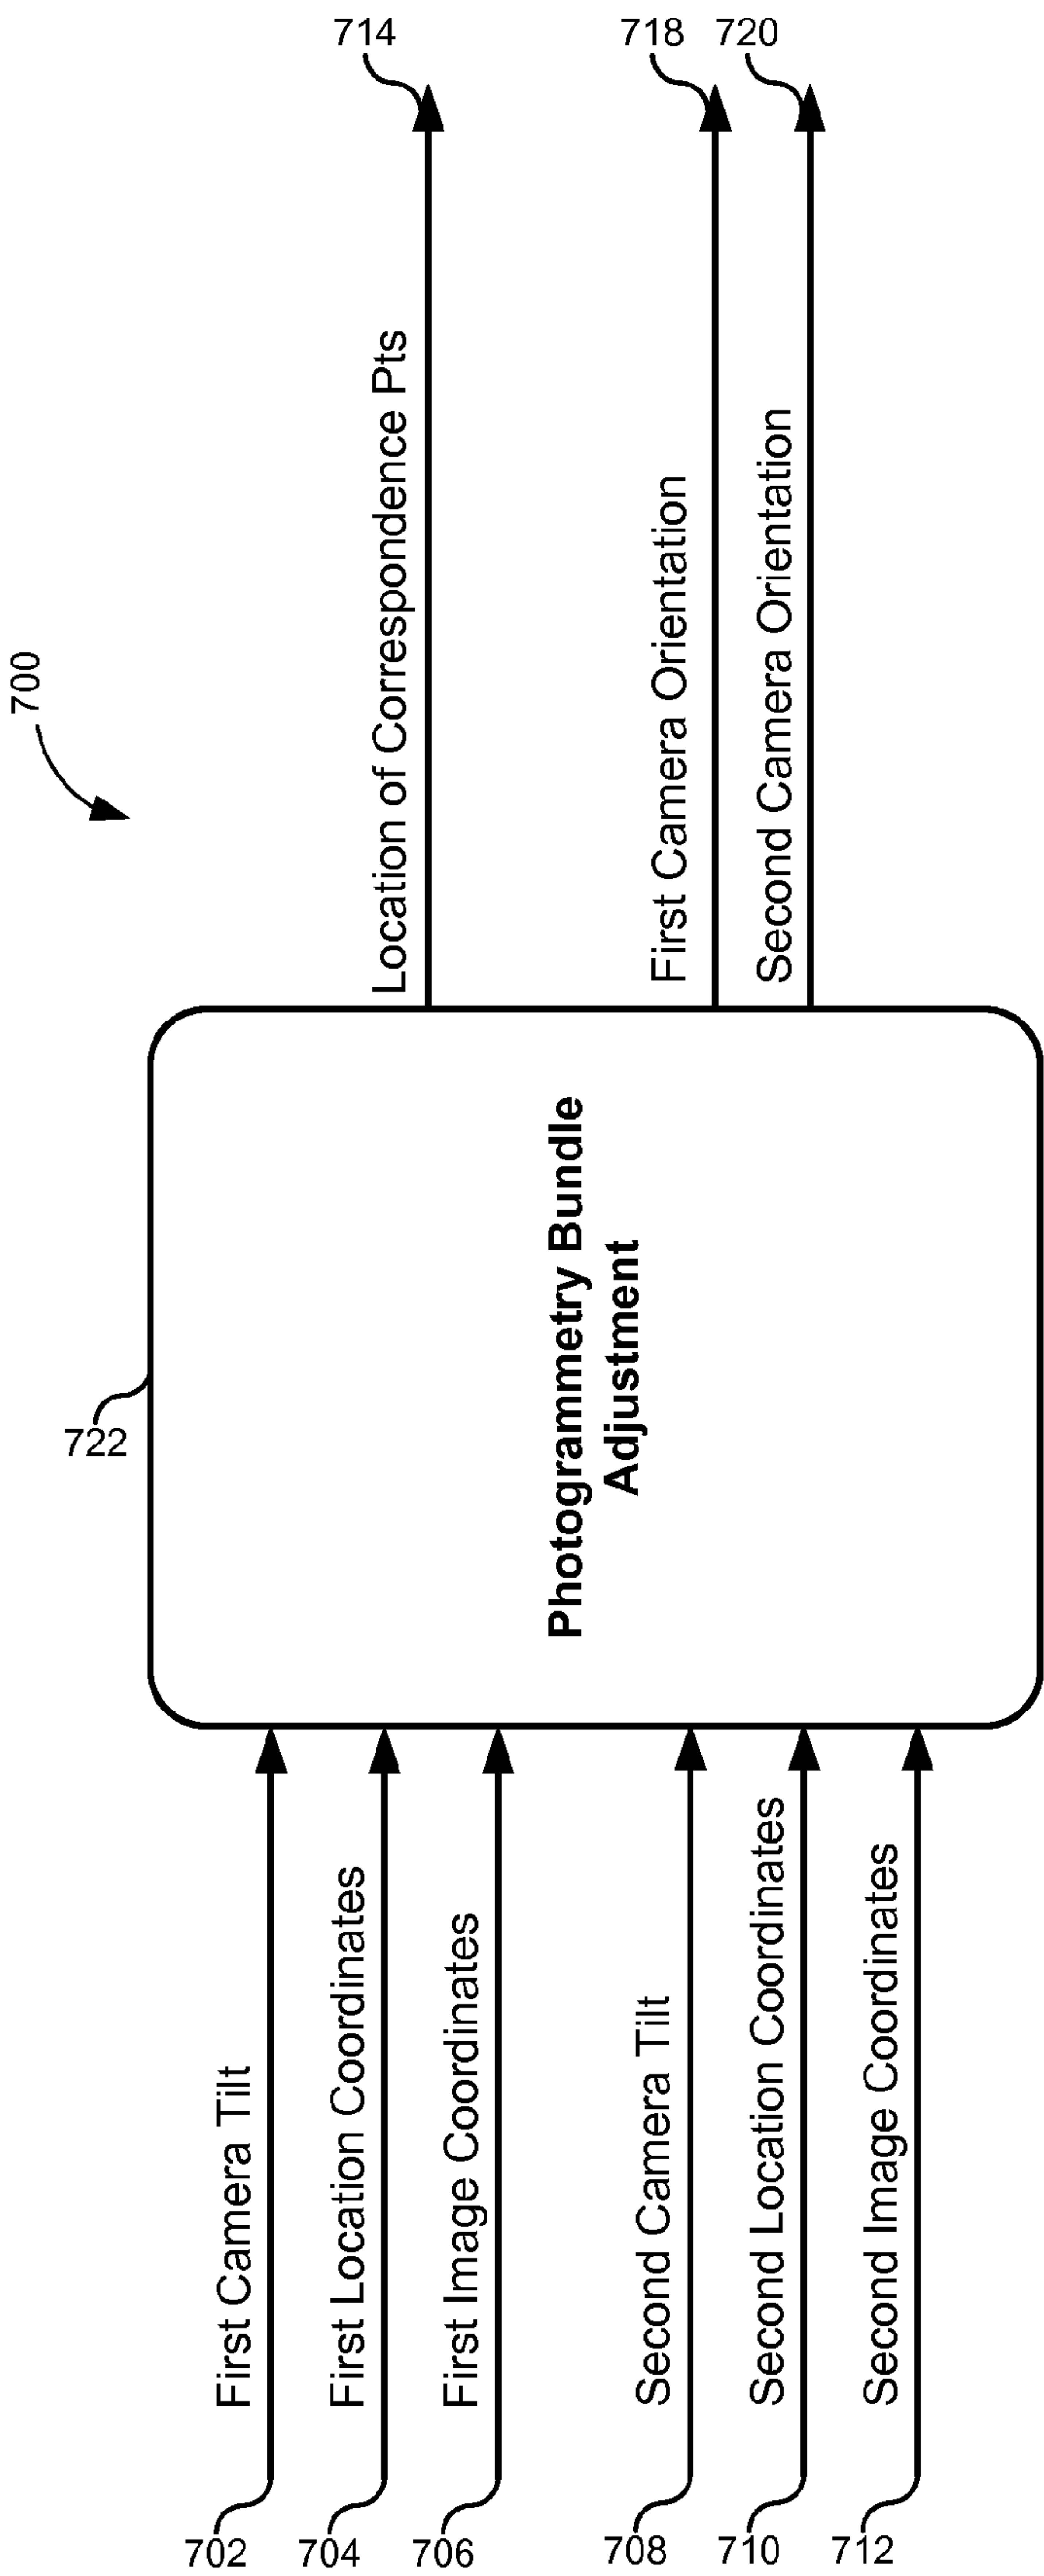 700
722
702
First Camera Tilt
704
First Location Coordinates
706
First Image Coordinates
708
Second Camera Tilt
710
Second Location Coordinates
712
Second Image Coordinates
Photogrammetry Bundle
Adjustment
Location of Correspondence Pts
714
First Camera Orientation
718
Second Camera Orientation
720